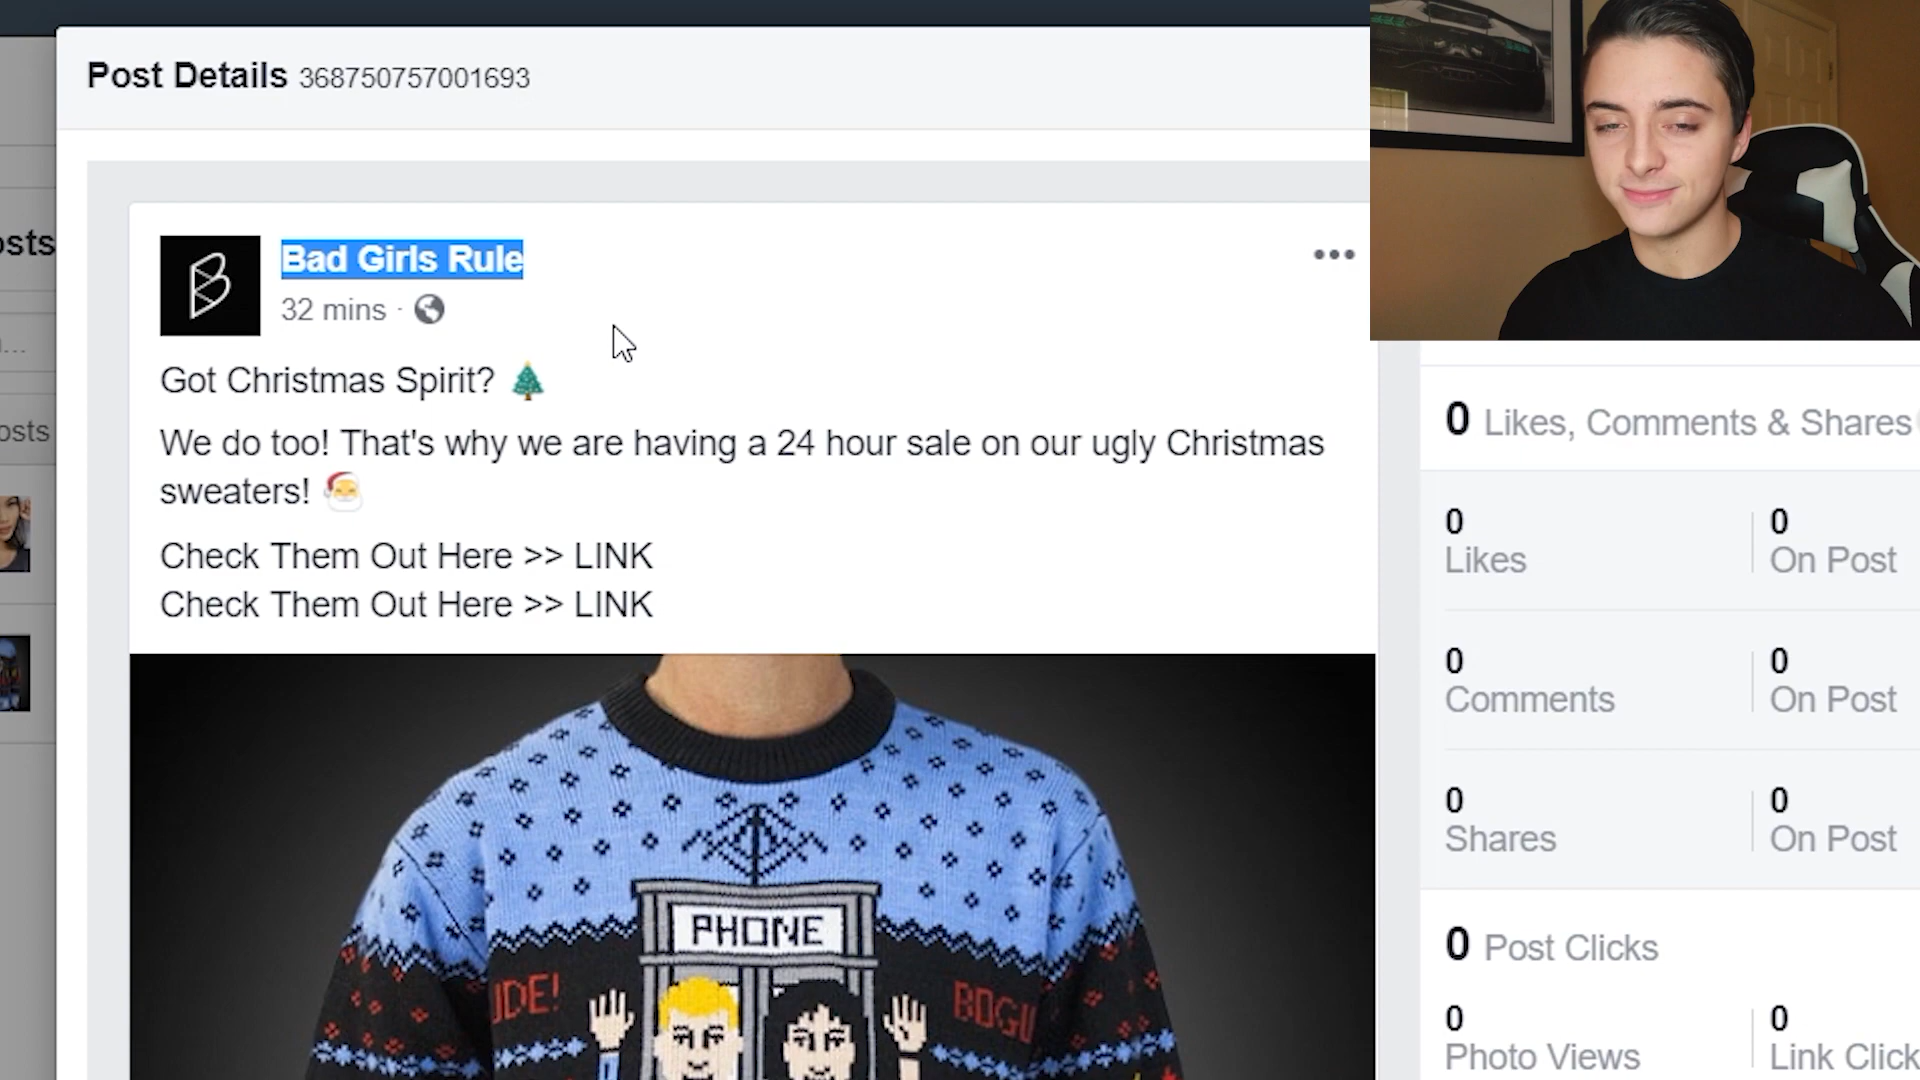 Post Details 368750757001693
osts
Bad Girls Rule
32 mins ·
Got Christmas Spirit? 🎄
We do too! That's why we are having a 24 hour sale on our ugly Christmas
sweaters! 🎅
Check Them Out Here >> LINK
Check Them Out Here >> LINK
osts
PHONE
UDE!
BOGU
0 Likes, Comments & Shares
0 Likes
0 On Post
0 Comments
0 On Post
0 Shares
0 On Post
0 Post Clicks
0 Photo Views
0 Link Click